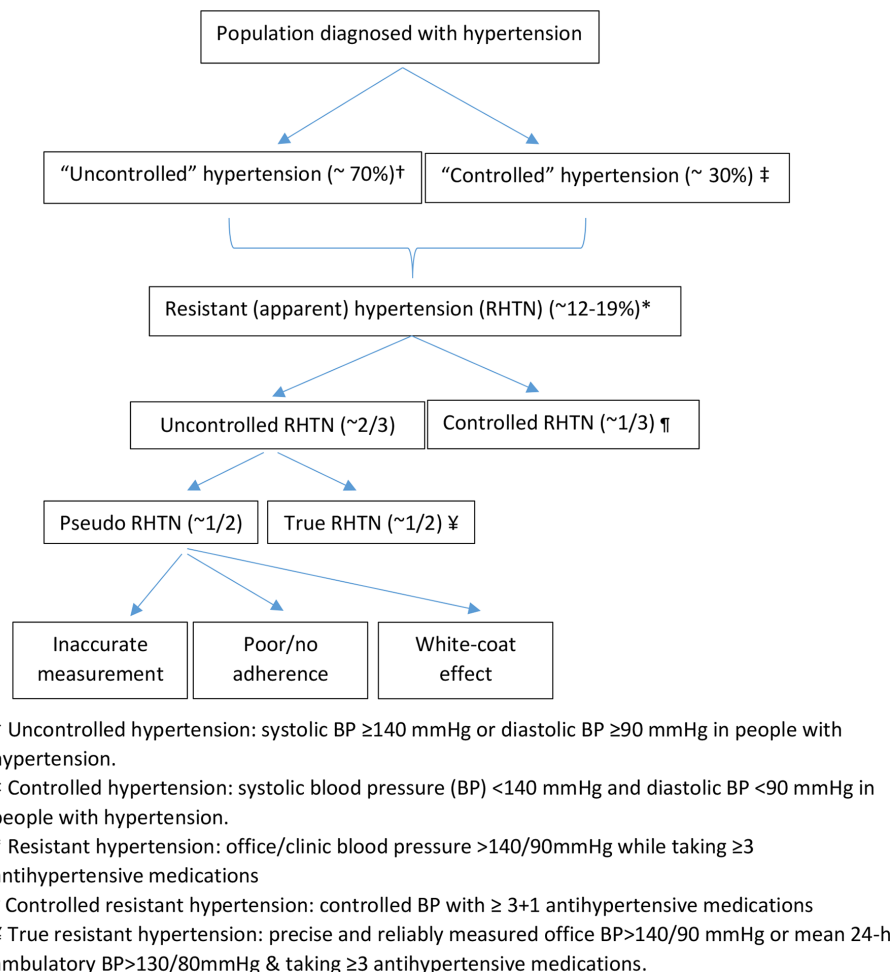 Population diagnosed with hypertension
“Uncontrolled” hypertension (~ 70%)†
“Controlled” hypertension (~ 30%) ‡
Resistant (apparent) hypertension (RHTN) (~12-19%)*
Uncontrolled RHTN (~2/3)
Controlled RHTN (~1/3) ¶
Pseudo RHTN (~1/2)
True RHTN (~1/2) ¥
Inaccurate
measurement
Poor/no
adherence
White-coat
effect
Uncontrolled hypertension: systolic BP ≥140 mmHg or diastolic BP ≥90 mmHg in people with
hypertension.
‡ Controlled hypertension: systolic blood pressure (BP) <140 mmHg and diastolic BP <90 mmHg in
people with hypertension.
* Resistant hypertension: office/clinic blood pressure >140/90mmHg while taking ≥3
antihypertensive medications
Controlled resistant hypertension: controlled BP with ≥ 3+1 antihypertensive medications
¥ True resistant hypertension: precise and reliably measured office BP>140/90 mmHg or mean 24-h
ambulatory BP>130/80mmHg & taking ≥3 antihypertensive medications.